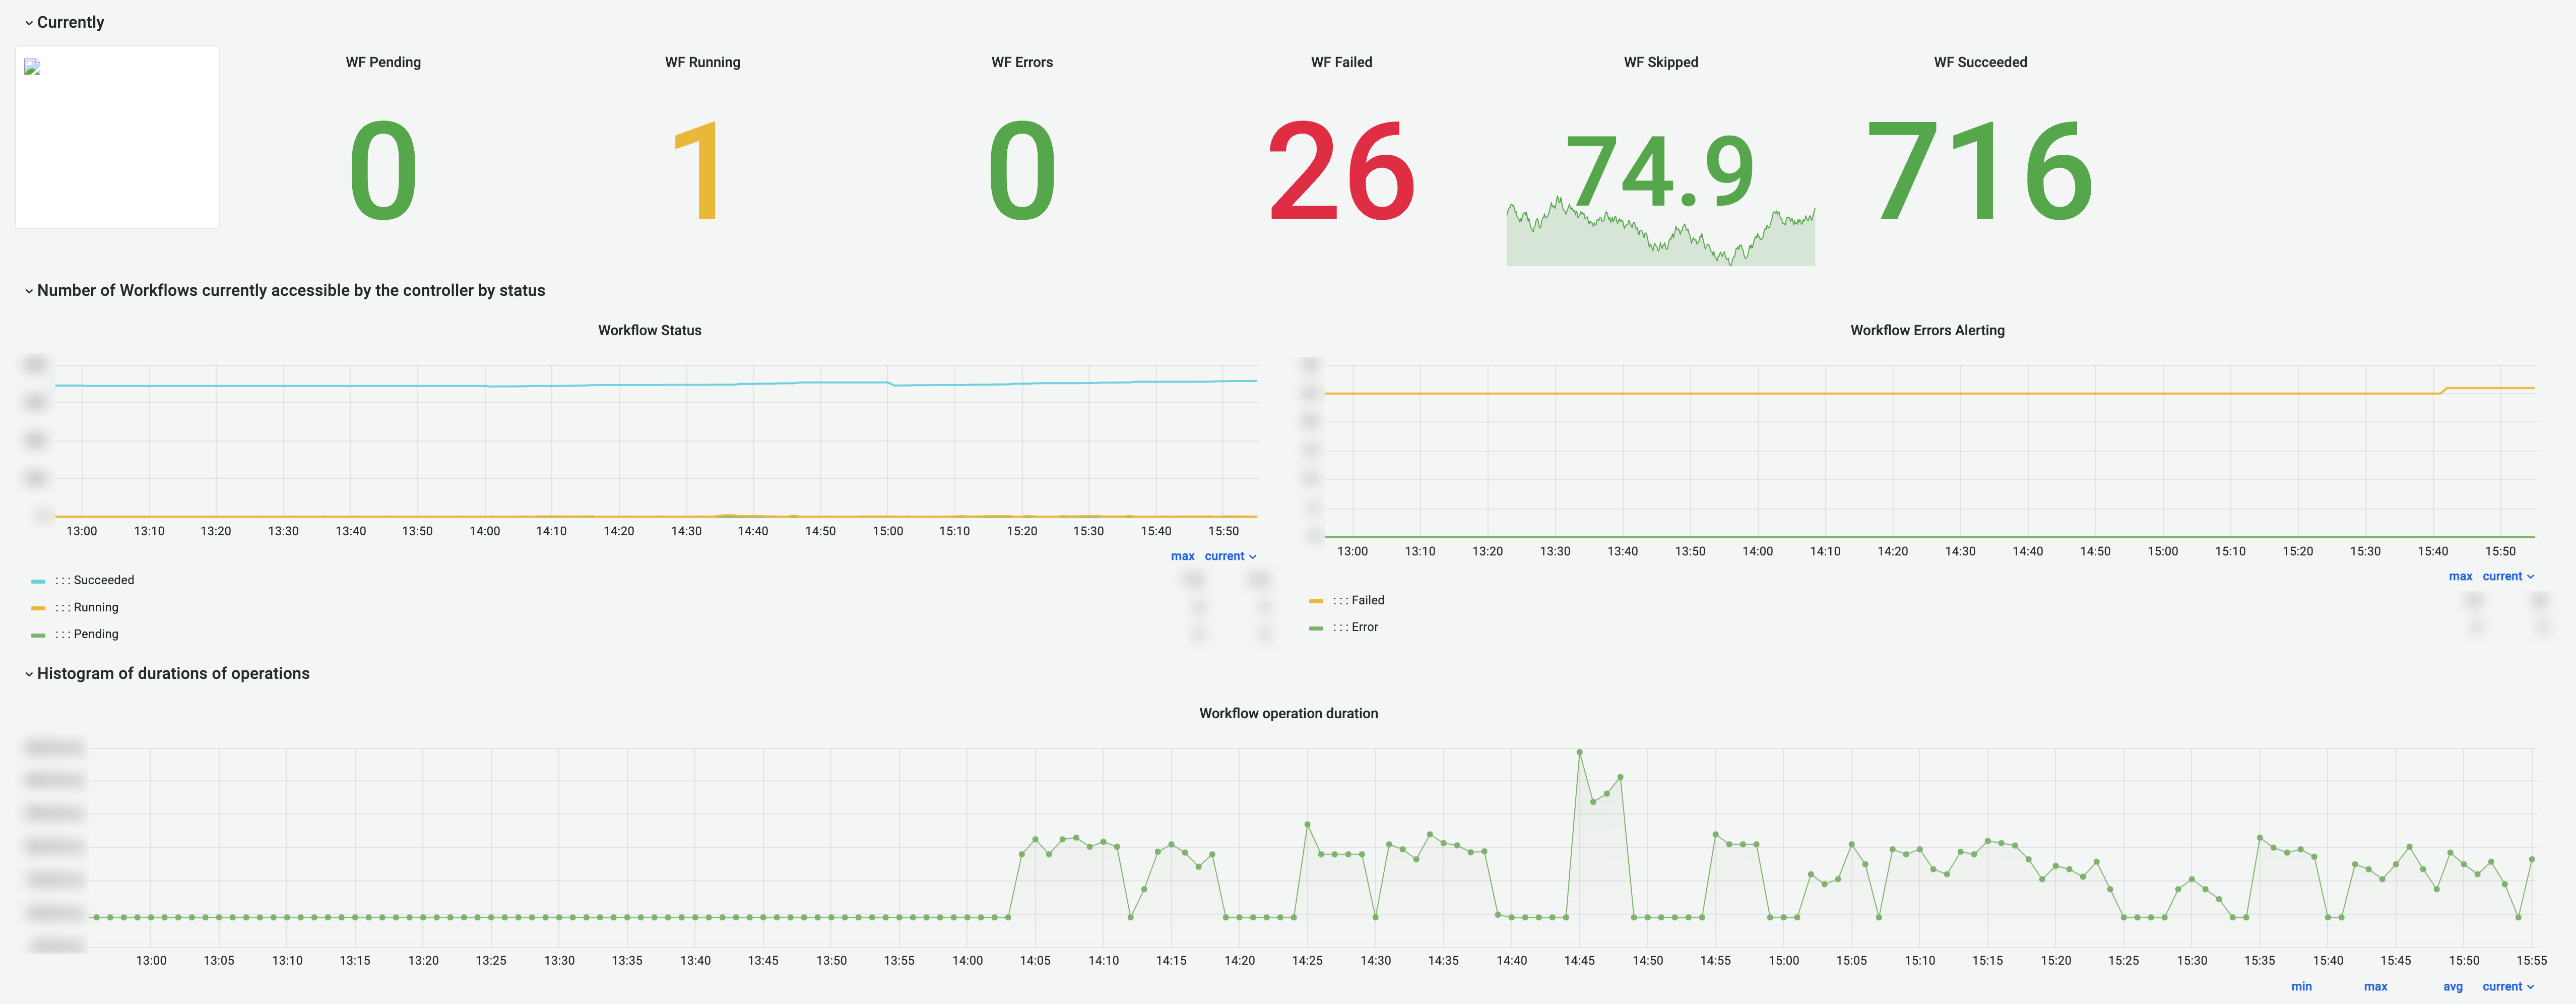 Currently
WF Pending
WF Running
WF Errors
WF Failed
WF Skipped
WF Succeeded
0
1
0
26
74.9
716
Number of Workflows currently accessible by the controller by status
Workflow Status
13:00 13:10 13:20 13:30 13:40 13:50 14:00 14:10 14:20 14:30 14:40 14:50 15:00 15:10 15:20 15:30 15:40 15:50
max current
: : : Succeeded
: : : Running
: : : Pending
Workflow Errors Alerting
13:00 13:10 13:20 13:30 13:40 13:50 14:00 14:10 14:20 14:30 14:40 14:50 15:00 15:10 15:20 15:30 15:40 15:50
max current
: : : Failed
: : : Error
Histogram of durations of operations
Workflow operation duration
13:00 13:05 13:10 13:15 13:20 13:25 13:30 13:35 13:40 13:45 13:50 13:55 14:00 14:05 14:10 14:15 14:20 14:25 14:30 14:35 14:40 14:45 14:50 14:55 15:00 15:05 15:10 15:15 15:20 15:25 15:30 15:35 15:40 15:45 15:50 15:55
min max avg current